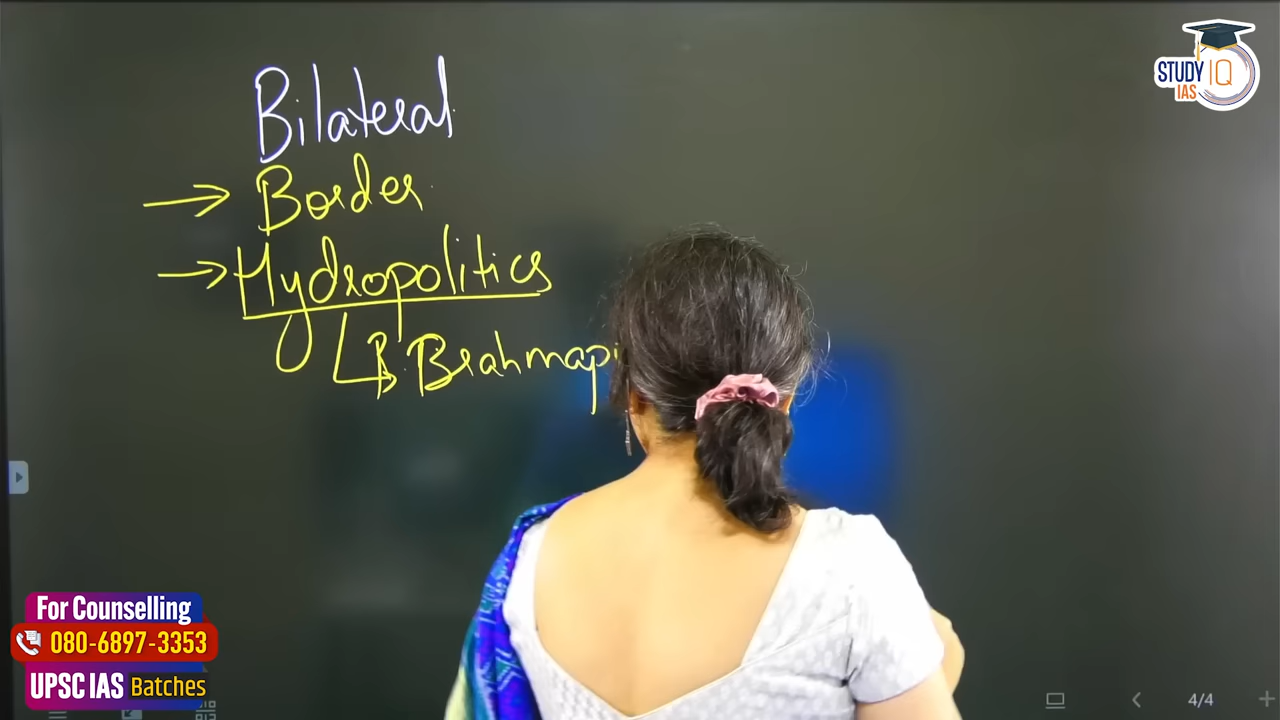 Bilateral
→ Border
→ Hydropolitics
B. Brahmap
STUDY IQ
IAS
For Counselling
080-6897-3353
UPSC IAS Batches
4/4